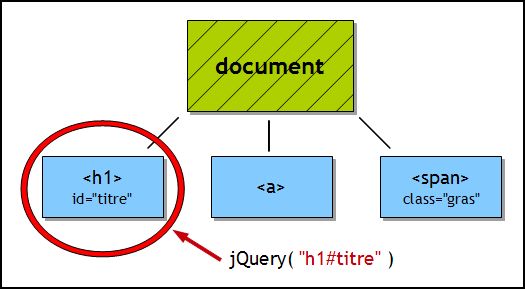 document
<h1>
id="titre"
<a>
<span>
class="gras"
jQuery( "h1#titre" )